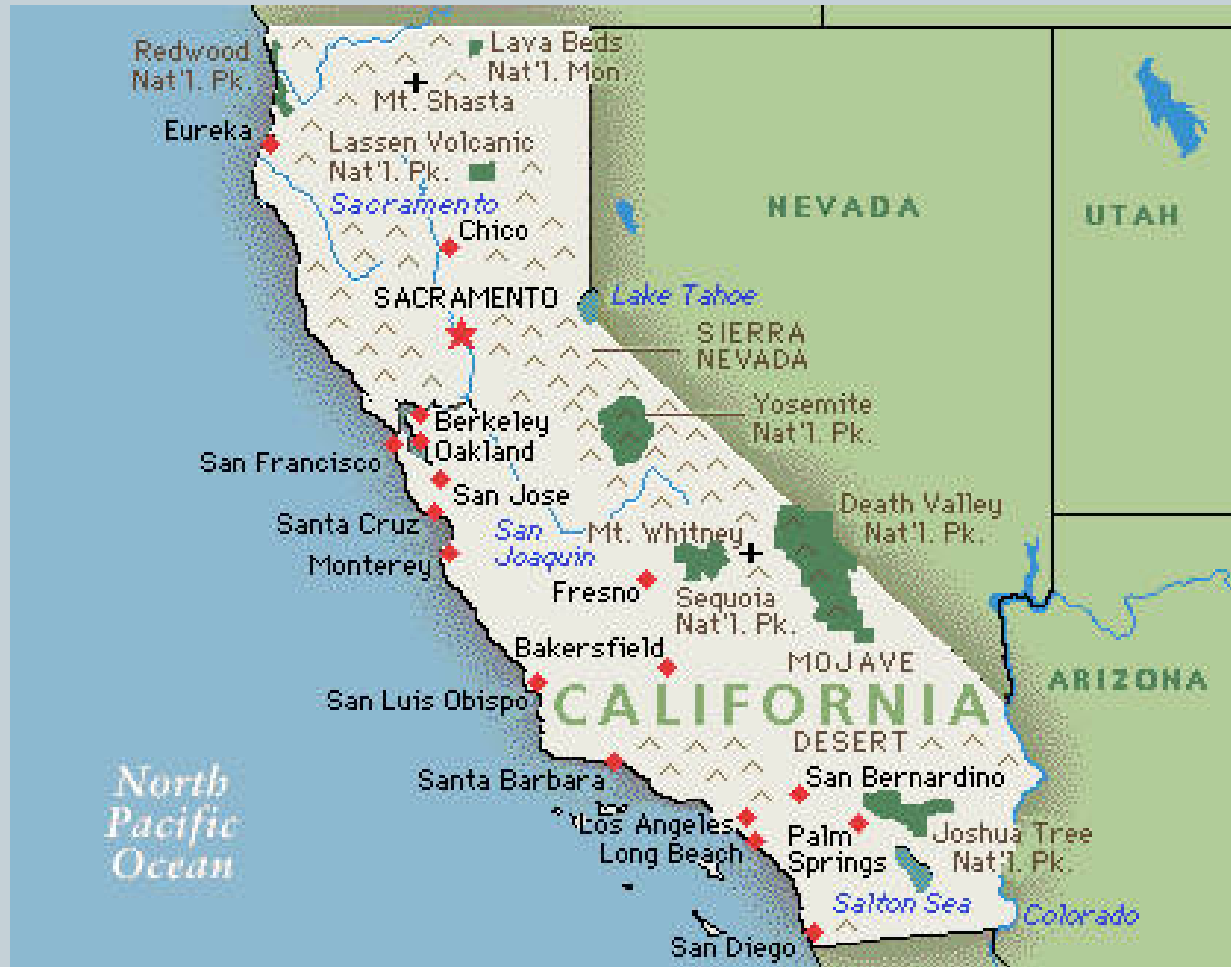 Redwood
Nat'l. Pk.
Lava Beds
Nat'l. Mon.
Mt. Shasta
Eureka
Lassen Volcanic
Nat'l. Pk.
Sacramento
Chico
NEVADA
UTAH
SACRAMENTO
Lake Tahoe
SIERRA
NEVADA
Yosemite
Nat'l. Pk.
Berkeley
Oakland
San Francisco
San Jose
Santa Cruz
San
Joaquin
Monterey
Mt. Whitney
Death Valley
Nat'l. Pk.
Fresno
Sequoia
Nat'l. Pk.
Bakersfield
MOJAVE
ARIZONA
San Luis Obispo
CALIFORNIA
DESERT
Santa Barbara
San Bernardino
North
Pacific
Ocean
Los Angeles
Long Beach
Palm
Springs
Joshua Tree
Nat'l. Pk.
Salton Sea
Colorado
San Diego